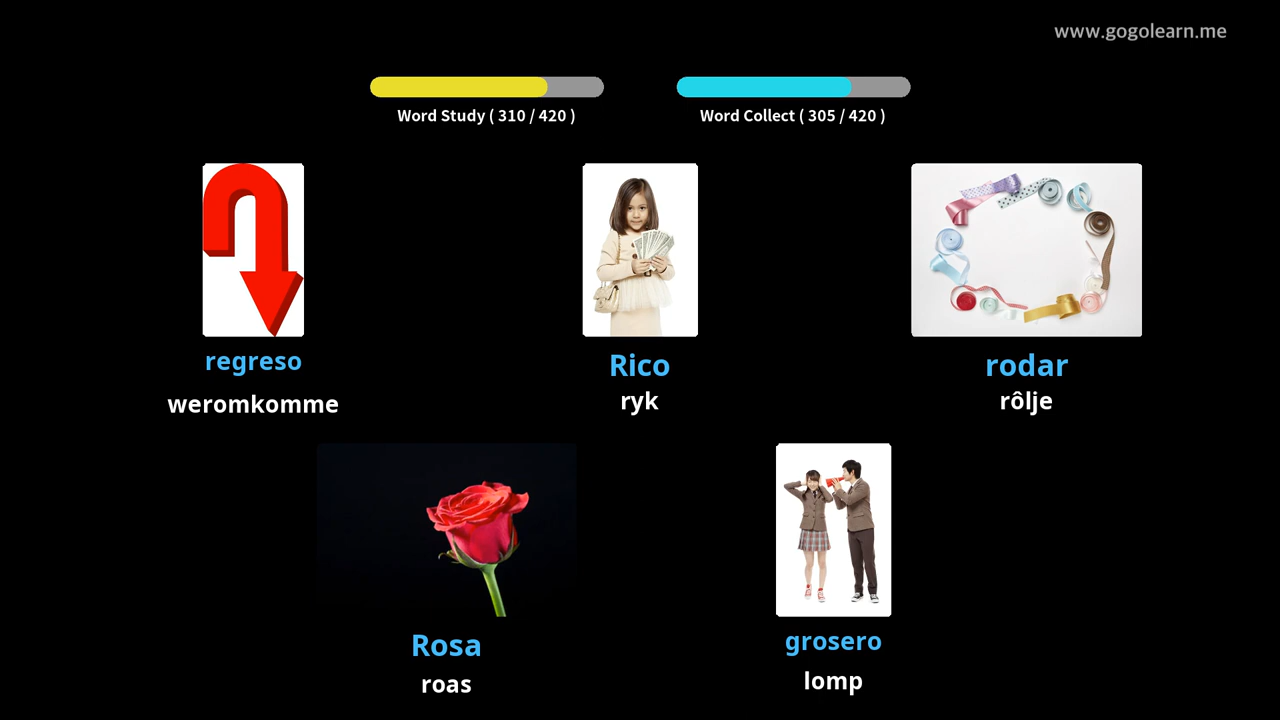 www.gogolearn.me
Word Study ( 310 / 420 )
Word Collect ( 305 / 420 )
regreso
weromkomme
Rico
ryk
rodar
rôlje
Rosa
roas
grosero
lomp